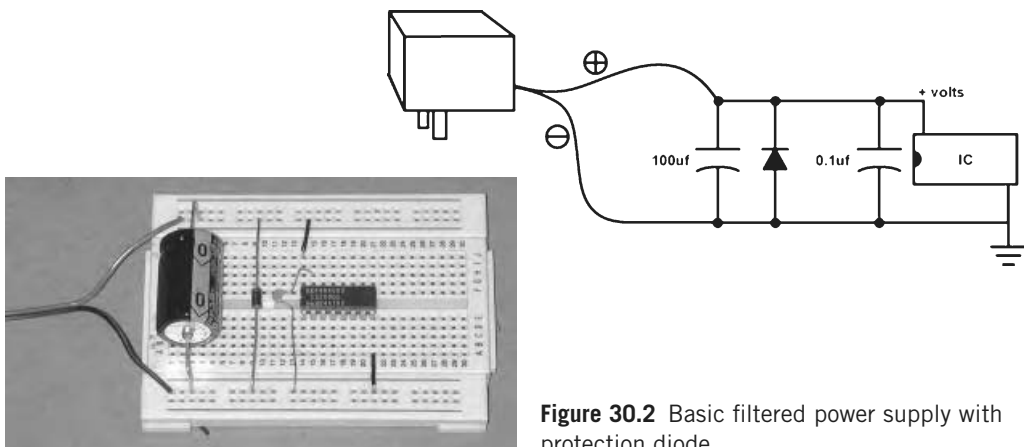 + volts
100uf
0.1uf
IC
Figure 30.2 Basic filtered power supply with
protection diode